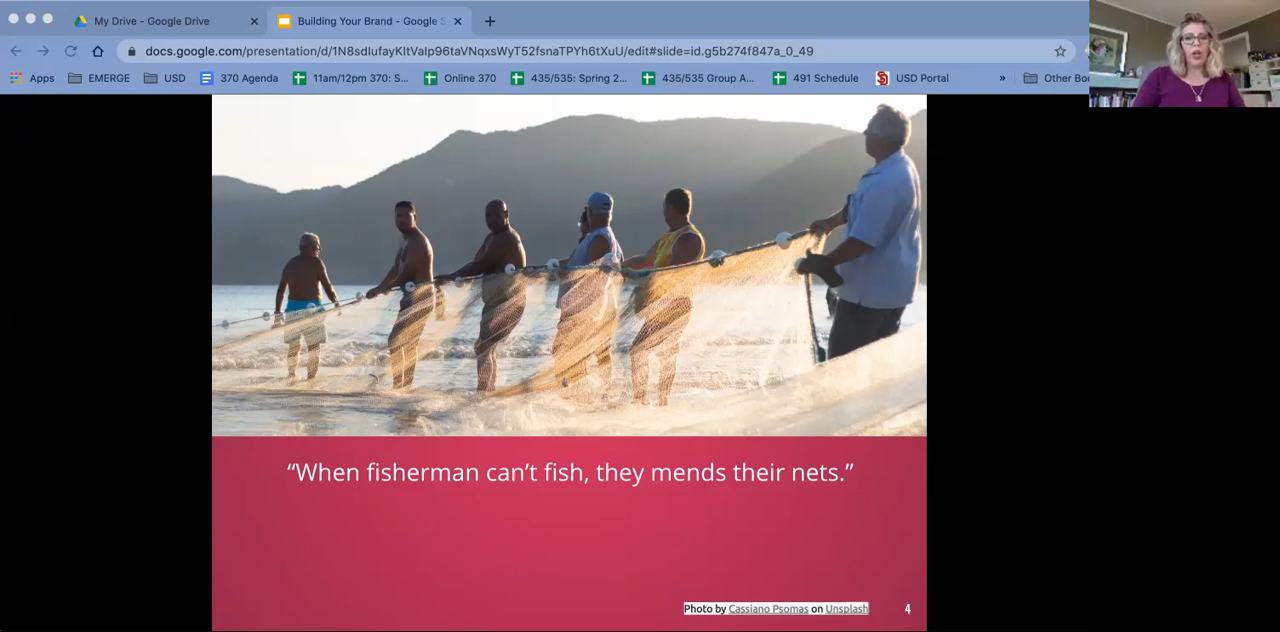 My Drive - Google Drive
Building Your Brand - Google S
docs.google.com/presentation/d/1N8sdIufayKItValp96taVNqxsWyT52fsnaTPYh6tXuU/edit#slide=id.g5b274f847a_0_49
Apps EMERGE USD 370 Agenda 11am/12pm 370: S... Online 370 435/535: Spring 2... 435/535 Group A... 491 Schedule USD Portal » Other Boo
“When fisherman can’t fish, they mends their nets.”
Photo by Cassiano Psomas on Unsplash
4